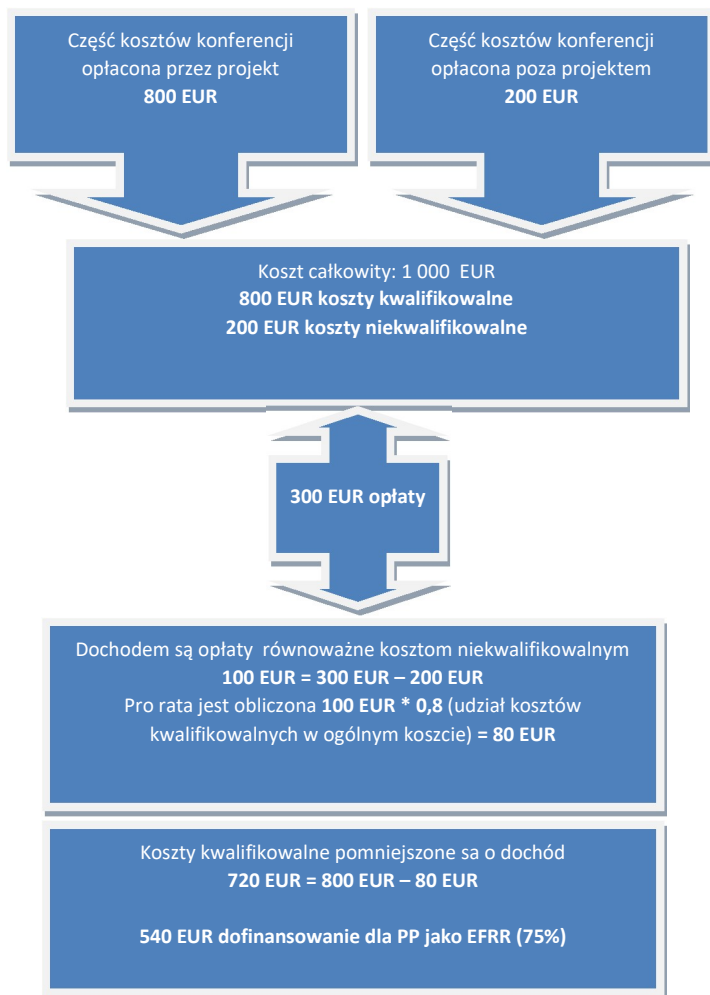 Część kosztów konferencji
opłacona przez projekt
800 EUR
Część kosztów konferencji
opłacona poza projektem
200 EUR
Koszt całkowity: 1 000 EUR
800 EUR koszty kwalifikowalne
200 EUR koszty niekwalifikowalne
300 EUR opłaty
Dochodem są opłaty równoważne kosztom niekwalifikowalnym
100 EUR = 300 EUR – 200 EUR
Pro rata jest obliczona 100 EUR * 0,8 (udział kosztów
kwalifikowalnych w ogólnym koszcie) = 80 EUR
Koszty kwalifikowalne pomniejszone sa o dochód
720 EUR = 800 EUR – 80 EUR
540 EUR dofinansowanie dla PP jako EFRR (75%)